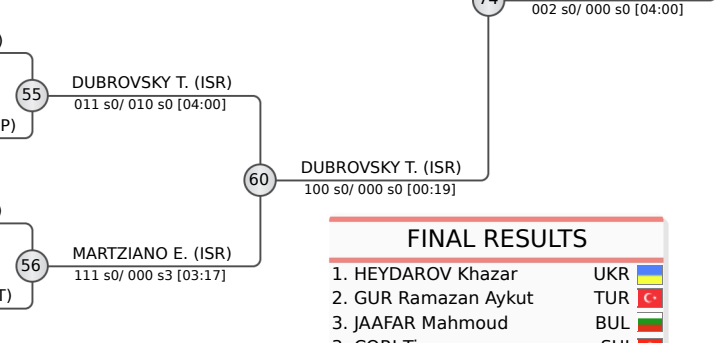 74
002 s0/ 000 s0 [04:00]
)
DUBROVSKY T. (ISR)
55
011 s0/ 010 s0 [04:00]
P)
DUBROVSKY T. (ISR)
60
100 s0/ 000 s0 [00:19]
)
MARTZIANO E. (ISR)
56
111 s0/ 000 s3 [03:17]
T)
FINAL RESULTS
1. HEYDAROV Khazar UKR
2. GUR Ramazan Aykut TUR
3. JAAFAR Mahmoud BUL